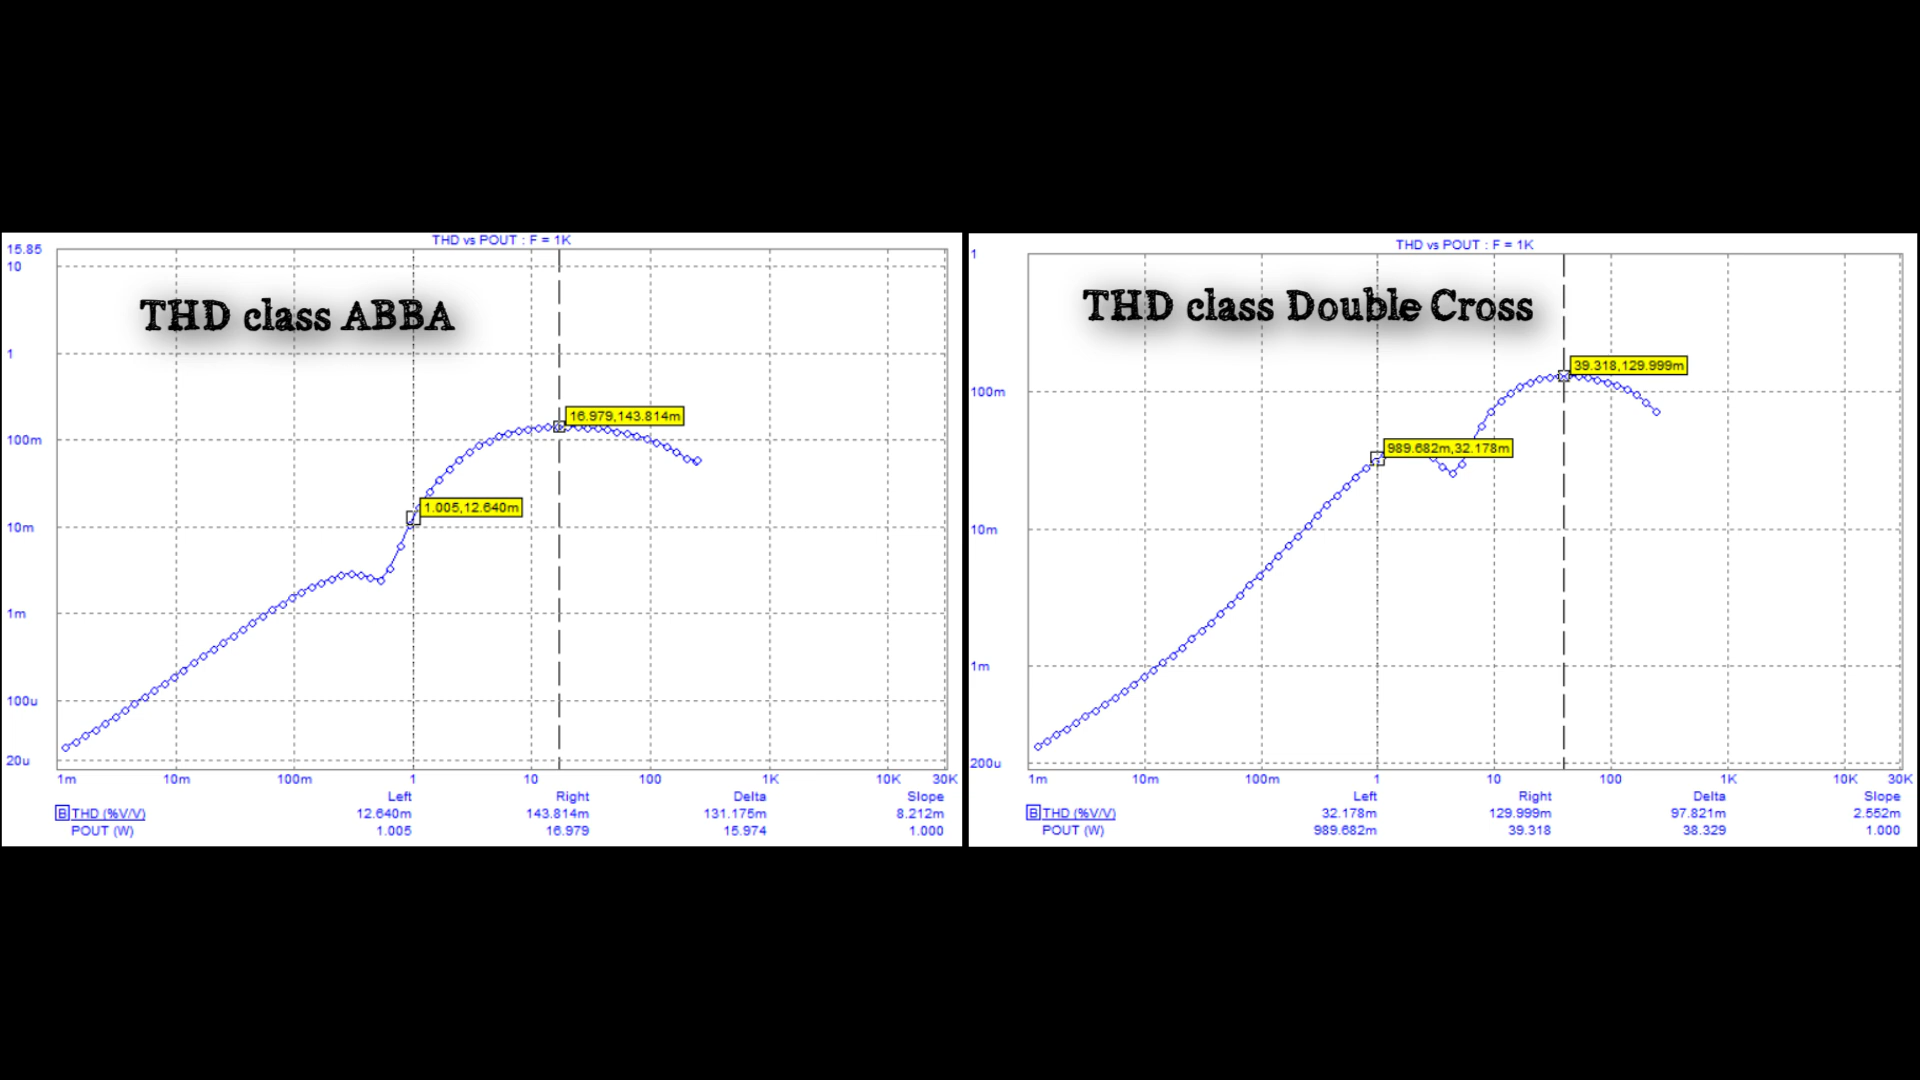 THD vs POUT : F = 1K
15.85
10
THD class ABBA
1
16.979,143.814m
100m
1.005,12.640m
10m
1m
100u
20u
1m 10m 100m 1 10 100 1K 10K 30K
Left Right Delta Slope
B THD (%V/V) 12.640m 143.814m 131.175m 8.212m
POUT (W) 1.005 16.979 15.974 1.000
THD vs POUT : F = 1K
1
THD class Double Cross
39.318,129.999m
100m
989.682m,32.178m
10m
1m
200u
1m 10m 100m 1 10 100 1K 10K 30K
Left Right Delta Slope
B THD (%V/V) 32.178m 129.999m 97.821m 2.552m
POUT (W) 989.682m 39.318 38.329 1.000